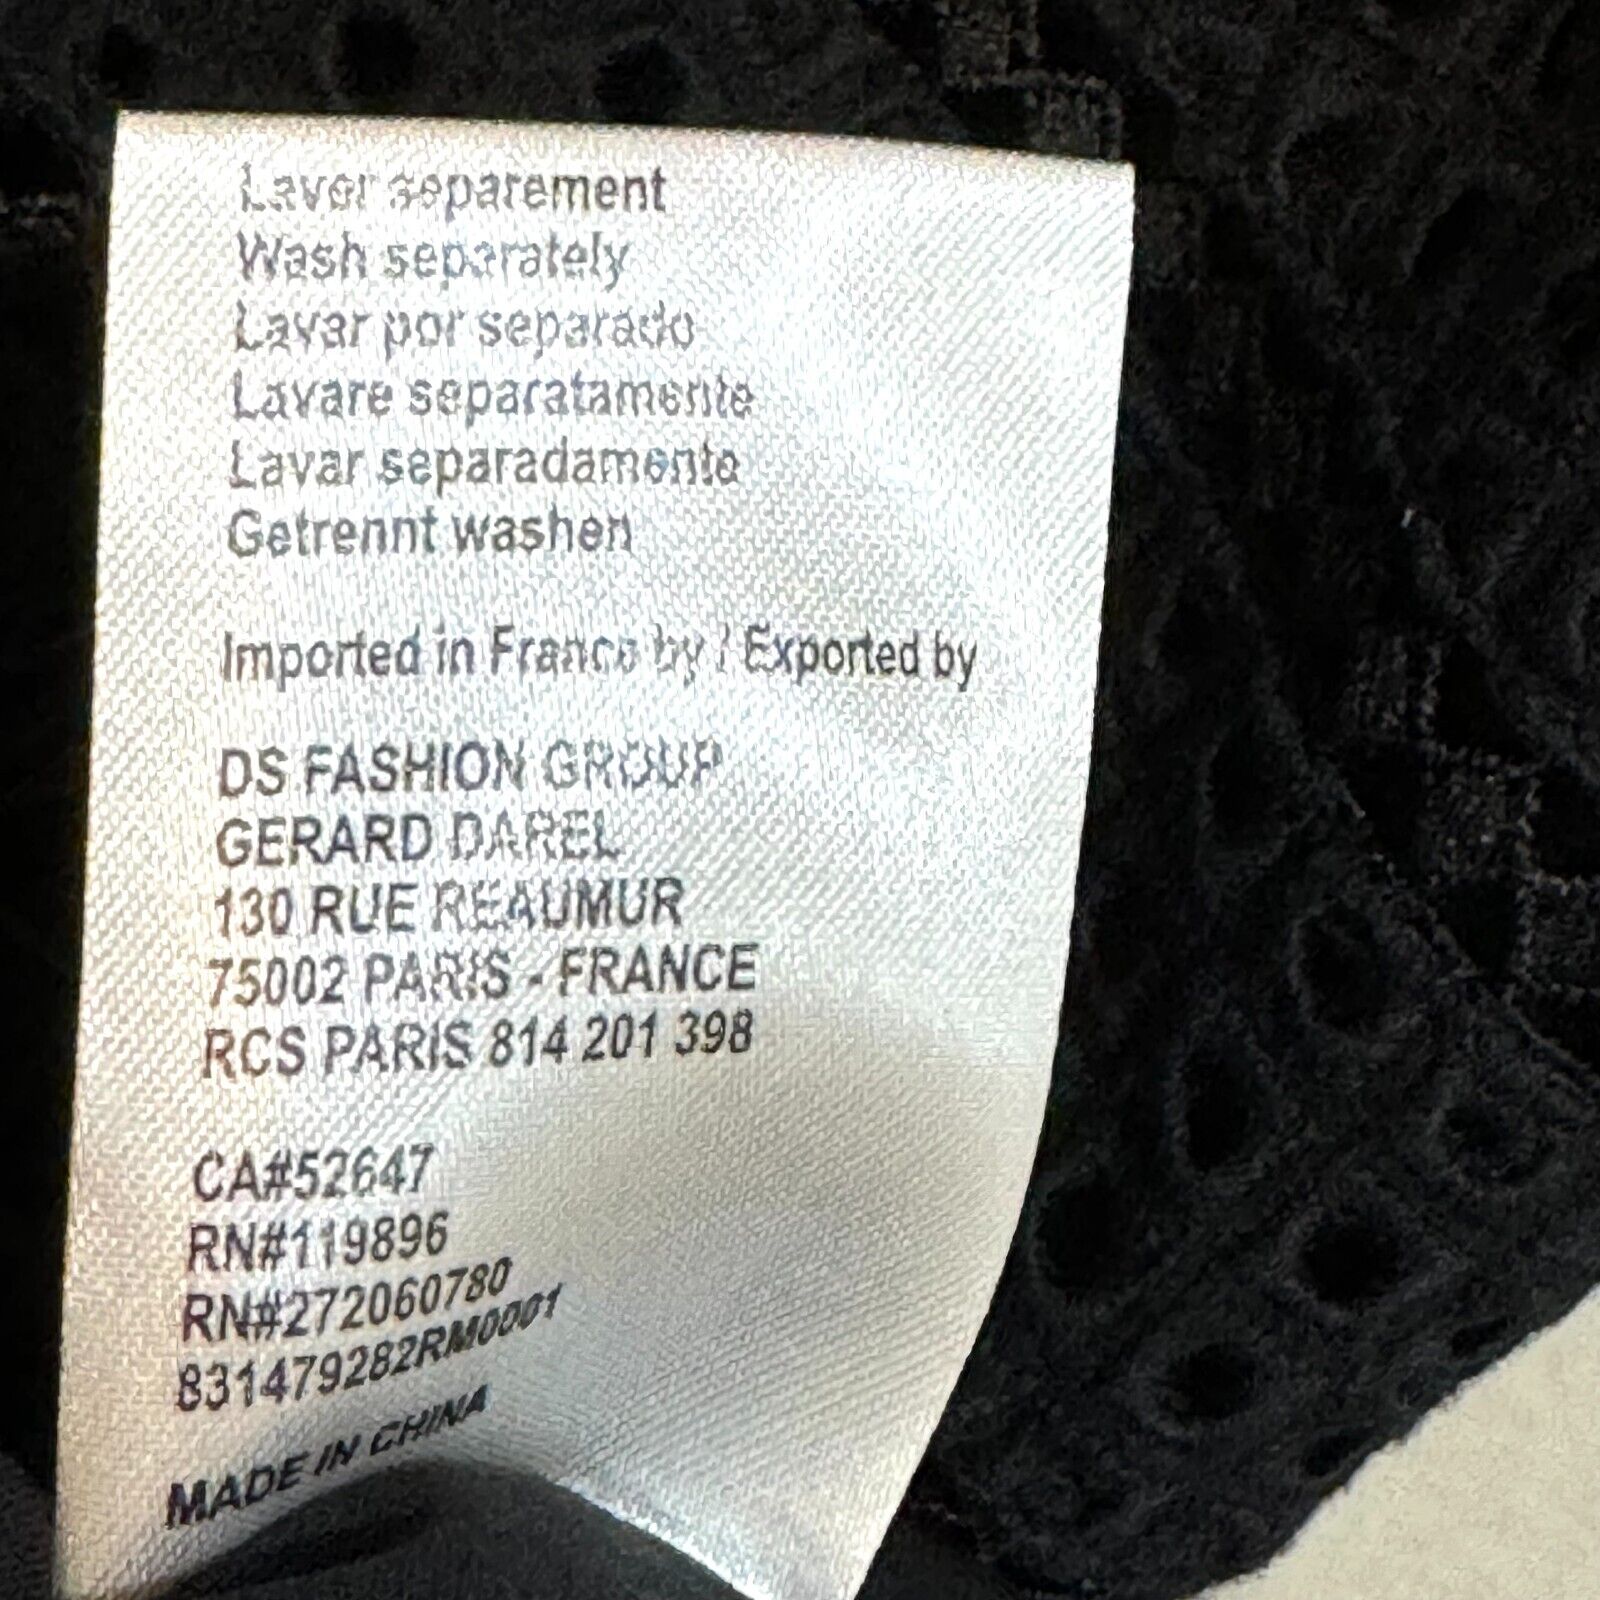 Laver separement
Wash separately
Lavar por separado
Lavare separatamente
Lavar separadamente
Getrennt washen
Imported in France by / Exported by
DS FASHION GROUP
GERARD DAREL
130 RUE REAUMUR
75002 PARIS - FRANCE
RCS PARIS 814 201 398
CA#52647
RN#119896
RN#272060780
831479282RM0001
MADE IN CHINA